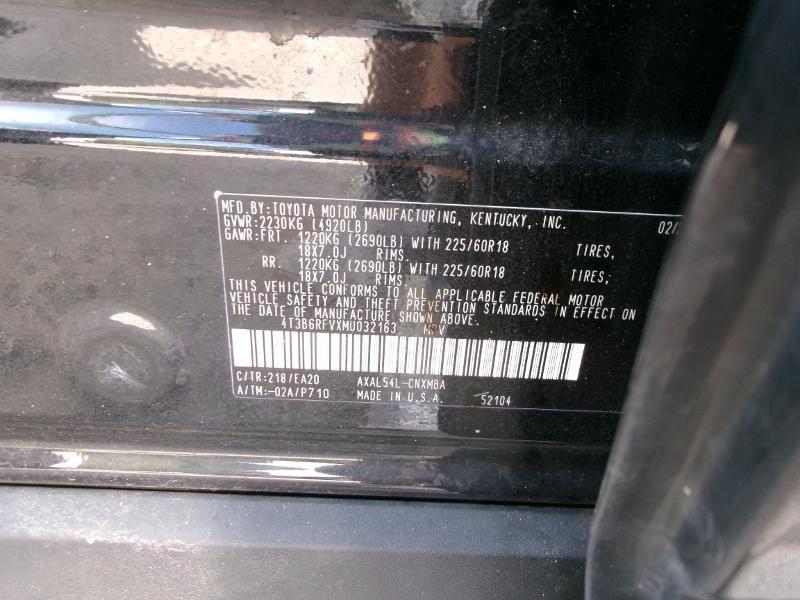 MFD.BY:TOYOTA MOTOR MANUFACTURING, KENTUCKY, INC. 02/
GVWR:2230KG (4920LB)
GAWR:FRT. 1220KG (2690LB) WITH 225/60R18 TIRES,
18X7.0J RIMS.
RR. 1220KG (2690LB) WITH 225/60R18 TIRES,
18X7.0J RIMS.
THIS VEHICLE CONFORMS TO ALL APPLICABLE FEDERAL MOTOR
VEHICLE SAFETY AND THEFT PREVENTION STANDARDS IN EFFECT ON
THE DATE OF MANUFACTURE SHOWN ABOVE.
4T3B6RFVXMU032163 MPV
C/TR:218/EA20 AXAL54L-CNXMBA
A/TM:-02A/P710 MADE IN U.S.A. 52104